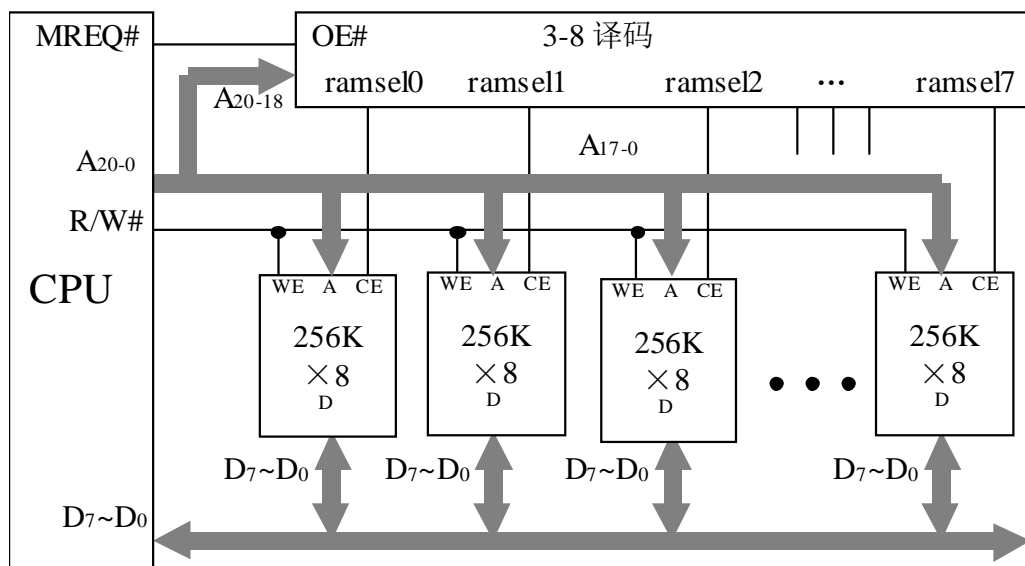 MREQ# OE# 3-8 译码
ramsel0 ramsel1 ramsel2 … ramsel7
A20-18
A20-0 A17-0
R/W#
CPU
WE A CE WE A CE WE A CE WE A CE
256K 256K 256K 256K
×8 ×8 ×8 ×8
D D D D
D7~D0 D7~D0 D7~D0 D7~D0
D7~D0